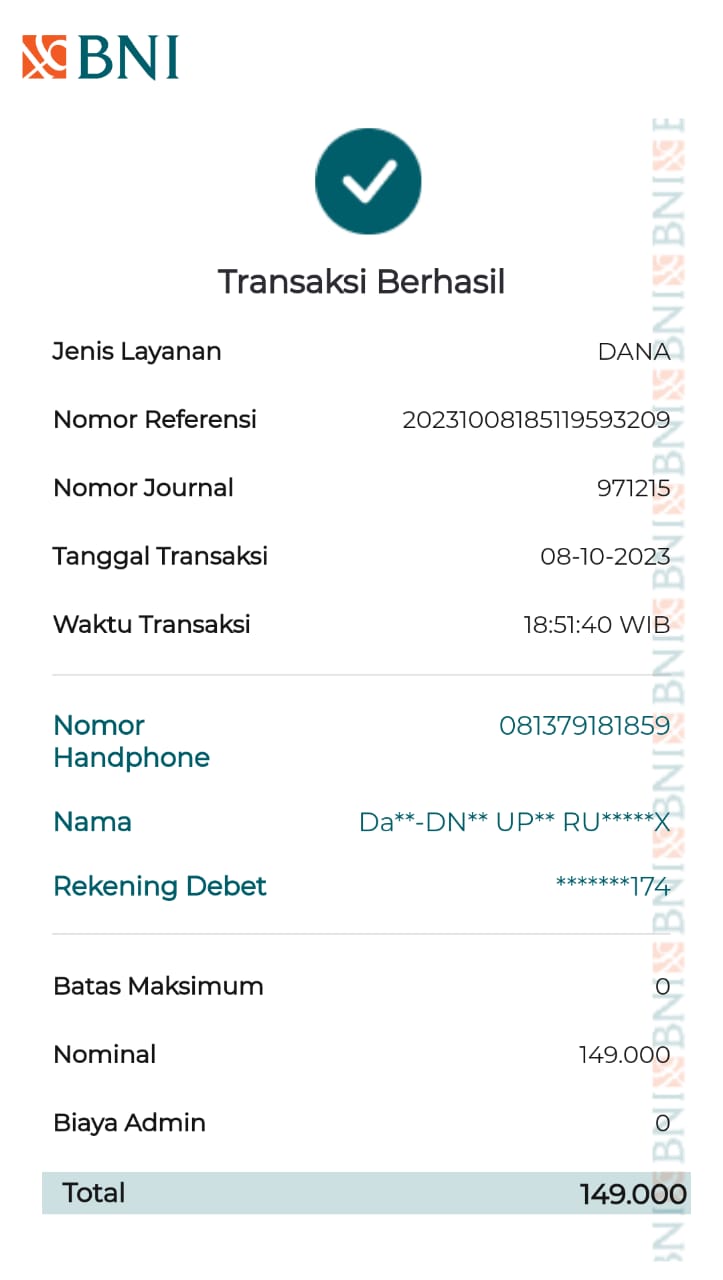 BNI
Transaksi Berhasil
Jenis Layanan DANA
Nomor Referensi 20231008185119593209
Nomor Journal 971215
Tanggal Transaksi 08-10-2023
Waktu Transaksi 18:51:40 WIB
Nomor Handphone 081379181859
Nama Da**-DN** UP** RU*****X
Rekening Debet *******174
Batas Maksimum 0
Nominal 149.000
Biaya Admin 0
Total 149.000
BNI BNI BNI BNI BNI BNI BNI BNI BNI